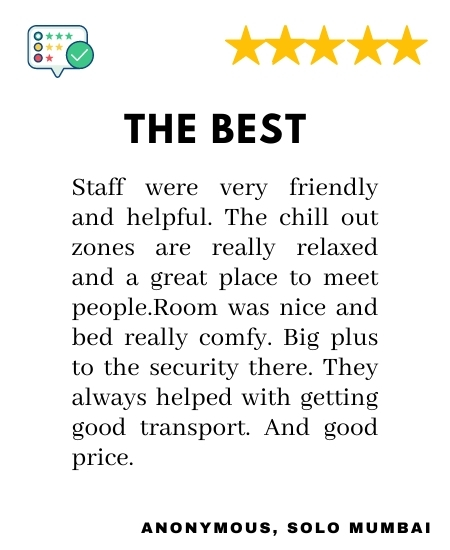 THE BEST
Staff were very friendly
and helpful. The chill out
zones are really relaxed
and a great place to meet
people.Room was nice and
bed really comfy. Big plus
to the security there. They
always helped with getting
good transport. And good
price.
ANONYMOUS, SOLO MUMBAI